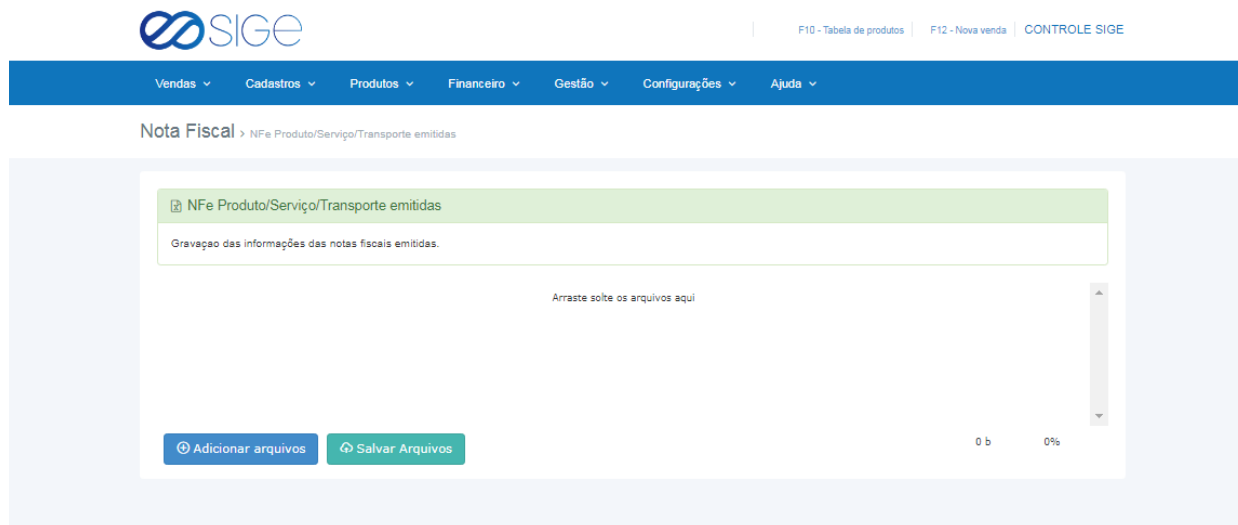 SIGE
F10 - Tabela de produtos F12 - Nova venda CONTROLE SIGE
Vendas Cadastros Produtos Financeiro Gestão Configurações Ajuda
Nota Fiscal > NFe Produto/Serviço/Transporte emitidas
NFe Produto/Serviço/Transporte emitidas
Gravaçao das informações das notas fiscais emitidas.
Arraste solte os arquivos aqui
Adicionar arquivos Salvar Arquivos 0 b 0%